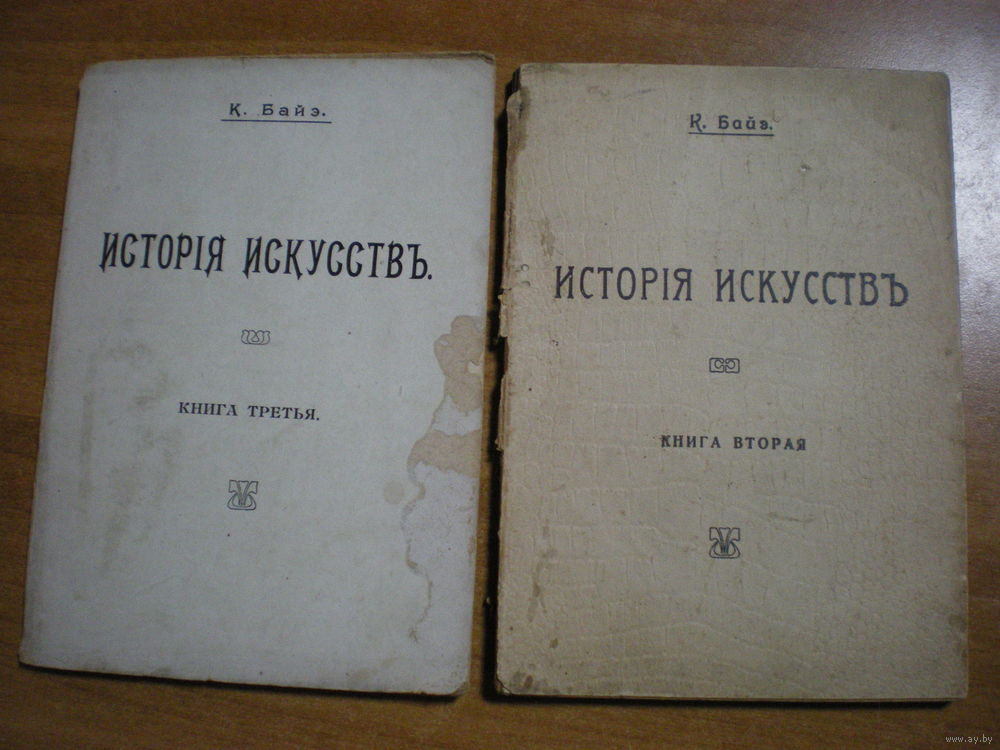 К. Байэ.
ИСТОРІЯ ИСКУССТВЪ.
КНИГА ТРЕТЬЯ.
К. Байэ.
ИСТОРІЯ ИСКУССТВЪ
КНИГА ВТОРАЯ
www.ay.by